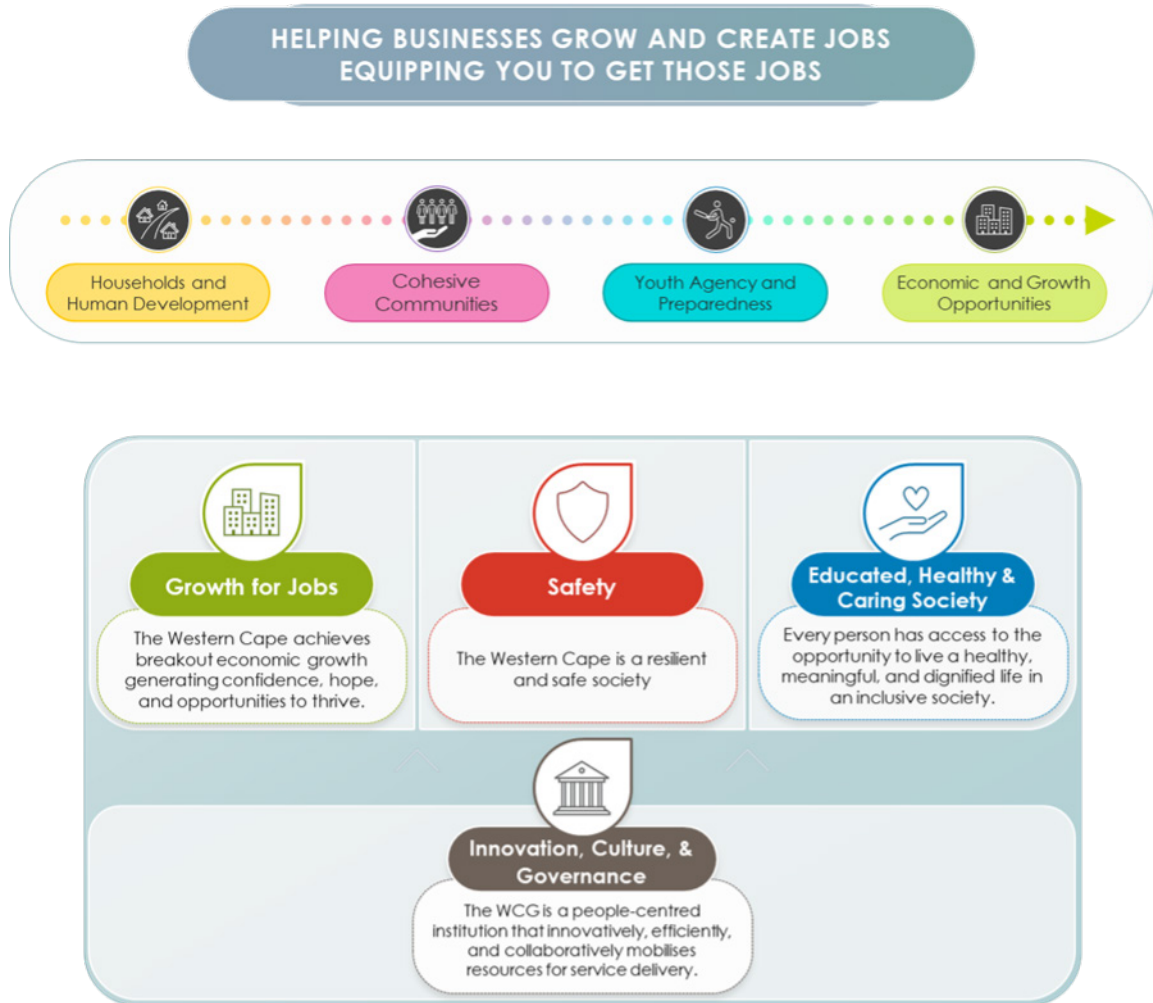 HELPING BUSINESSES GROW AND CREATE JOBS
EQUIPPING YOU TO GET THOSE JOBS
Households and
Human Development
Cohesive
Communities
Youth Agency and
Preparedness
Economic and Growth
Opportunities
Growth for Jobs
The Western Cape achieves
breakout economic growth
generating confidence, hope,
and opportunities to thrive.
Safety
The Western Cape is a resilient
and safe society
Educated, Healthy &
Caring Society
Every person has access to the
opportunity to live a healthy,
meaningful, and dignified life in
an inclusive society.
Innovation, Culture, &
Governance
The WCG is a people-centred
institution that innovatively, efficiently,
and collaboratively mobilises
resources for service delivery.